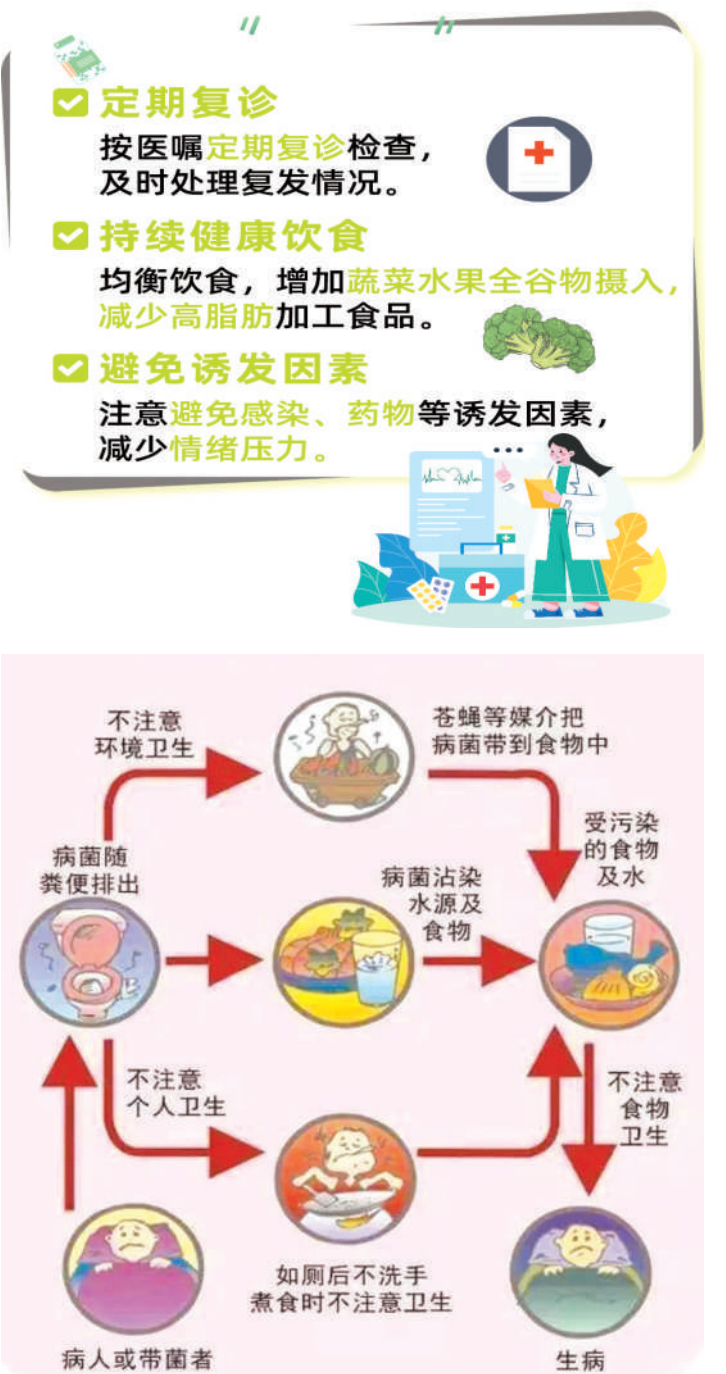 定期复诊
按医嘱定期复诊检查，
及时处理复发情况。
持续健康饮食
均衡饮食，增加蔬菜水果全谷物摄入，
减少高脂肪加工食品。
避免诱发因素
注意避免感染、药物等诱发因素，
减少情绪压力。
不注意
环境卫生
苍蝇等媒介把
病菌带到食物中
病菌随
粪便排出
病菌沾染
水源及
食物
受污染
的食物
及水
不注意
个人卫生
不注意
食物
卫生
如厕后不洗手
煮食时不注意卫生
病人或带菌者
生病